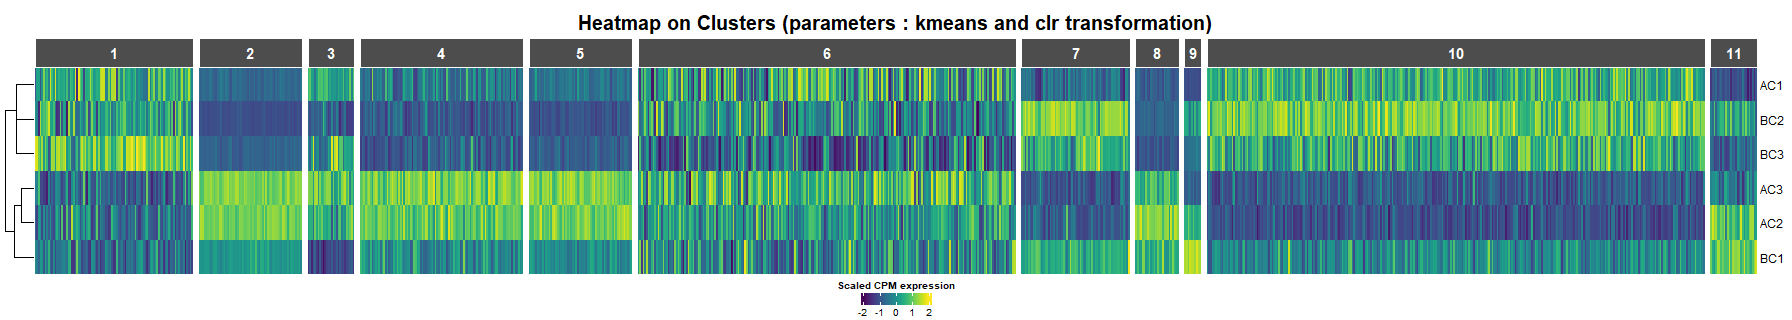 Heatmap on Clusters (parameters : kmeans and clr transformation)
1 2 3 4 5 6 7 8 9 10 11
AC1
BC2
BC3
AC3
AC2
BC1
Scaled CPM expression
-2 -1 0 1 2